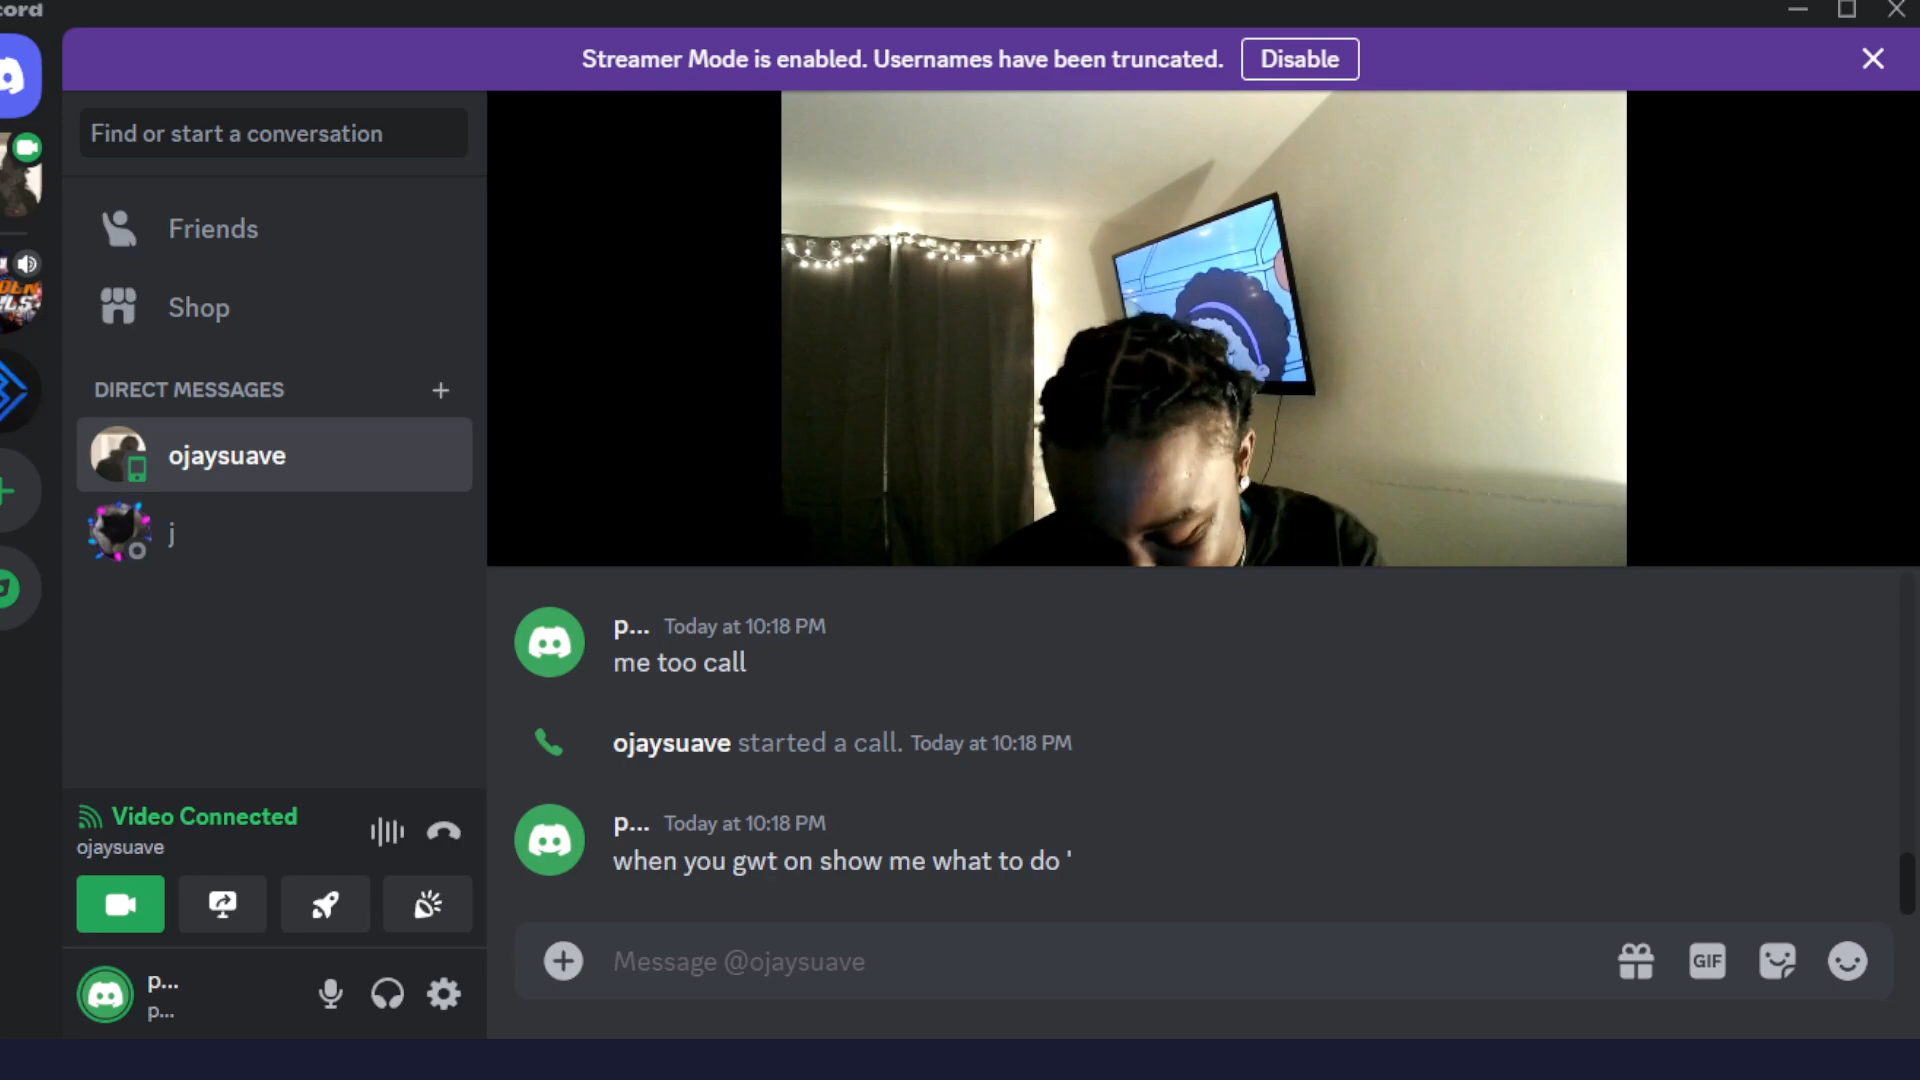 cord
Streamer Mode is enabled. Usernames have been truncated.
Disable
Find or start a conversation
Friends
Shop
DIRECT MESSAGES
ojaysuave
j
Video Connected
ojaysuave
p...
p...
p... Today at 10:18 PM
me too call
ojaysuave started a call. Today at 10:18 PM
p... Today at 10:18 PM
when you gwt on show me what to do '
Message @ojaysuave
GIF